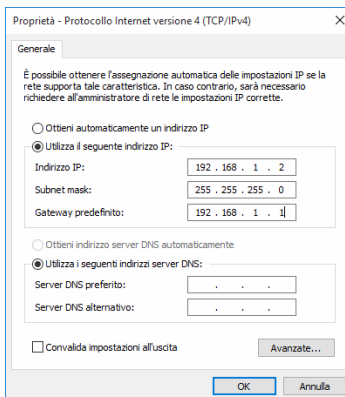 Proprietà - Protocollo Internet versione 4 (TCP/IPv4)
Generale
È possibile ottenere l'assegnazione automatica delle impostazioni IP se la
rete supporta tale caratteristica. In caso contrario, sarà necessario
richiedere all'amministratore di rete le impostazioni IP corrette.
Ottieni automaticamente un indirizzo IP
Utilizza il seguente indirizzo IP:
Indirizzo IP: 192 . 168 . 1 . 2
Subnet mask: 255 . 255 . 255 . 0
Gateway predefinito: 192 . 168 . 1 . 1
Ottieni indirizzo server DNS automaticamente
Utilizza i seguenti indirizzi server DNS:
Server DNS preferito: . . .
Server DNS alternativo: . . .
Convalida impostazioni all'uscita Avanzate...
OK Annulla